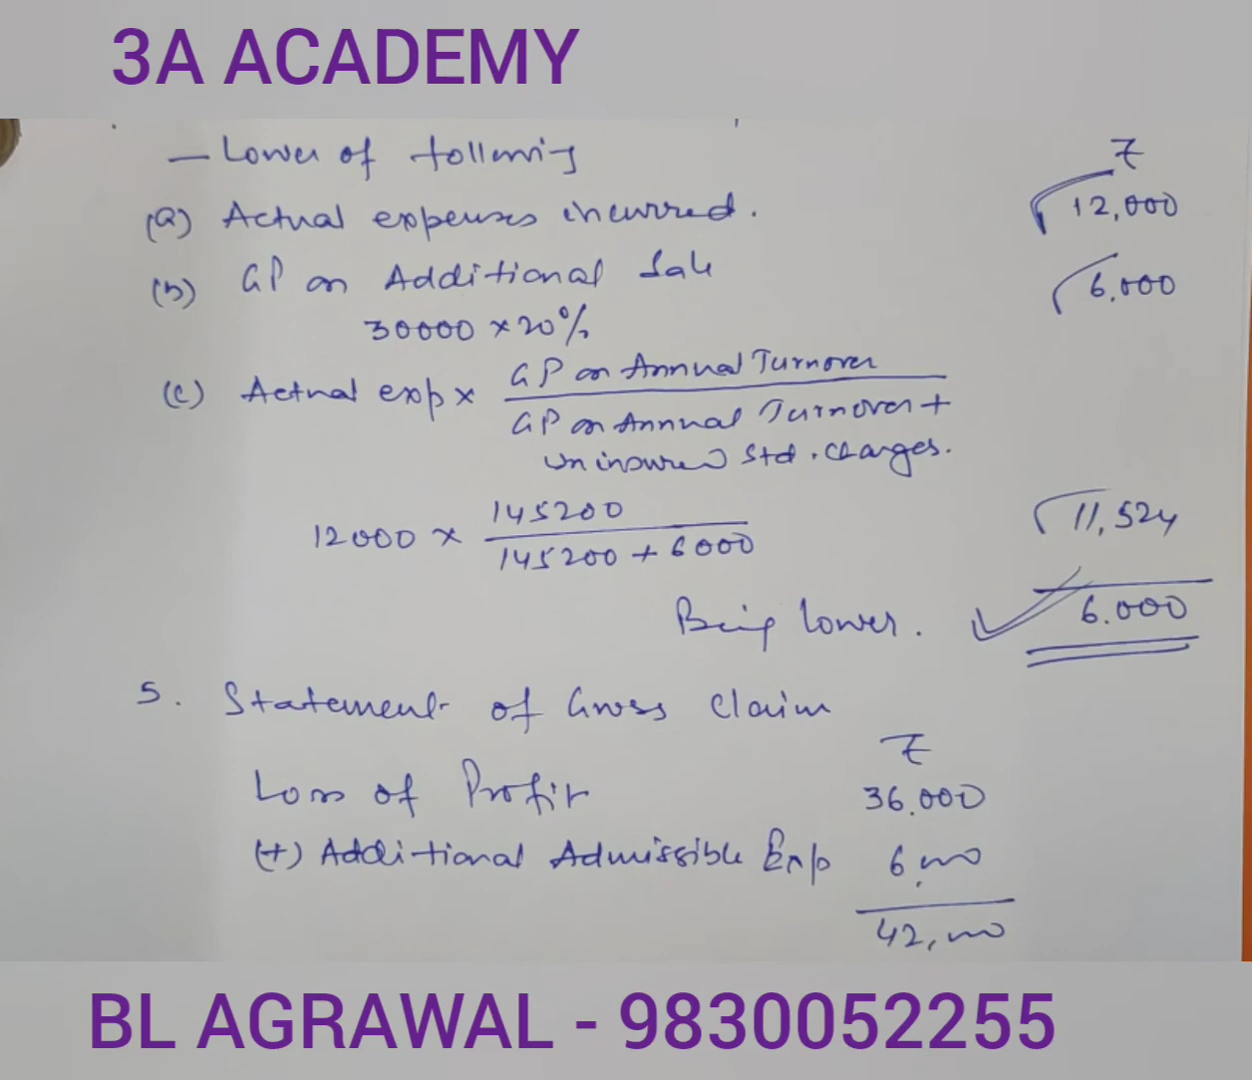 3A ACADEMY
— Lower of following
₹
(a) Actual expenses incurred. 12,000
(b) GP on Additional Sale 6,000
30000 × 20%
(c) Actual exp × GP on Annual Turnover
GP on Annual Turnover +
Uninsured Std. Charges.
12000 × 145200 11,524
145200 + 6000
Being lower. ✓ 6,000
5. Statement of Gross Claim
₹
Loss of Profit 36,000
(+) Additional Admissible Exp 6,000
42,000
BL AGRAWAL - 9830052255